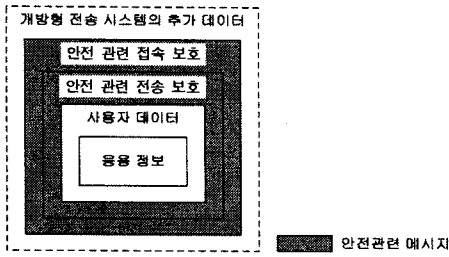 개방형 전송 시스템의 추가 데이터
안전 관련 접속 보호
안전 관련 전송 보호
사용자 데이터
응용 정보
안전관련 메시지